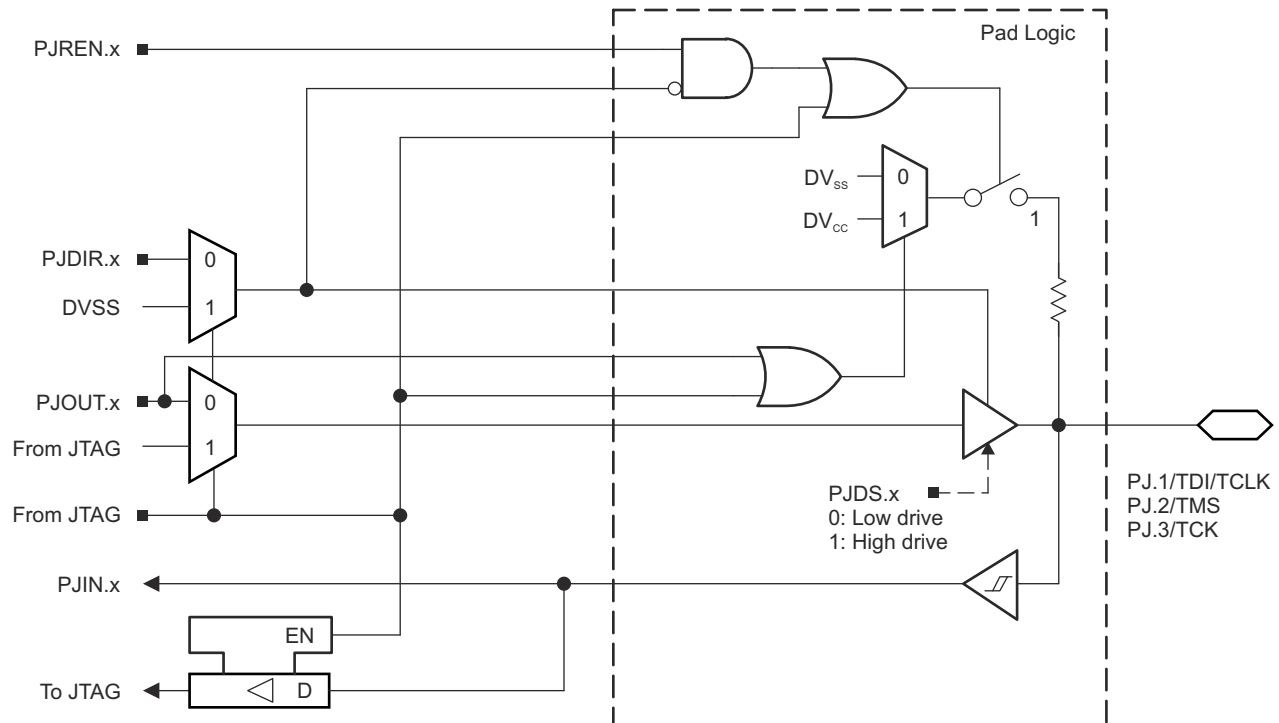 Pad Logic
PJREN.x
DVss
0
DVcc
1
1
PJDIR.x
0
DVSS
1
PJOUT.x
0
From JTAG
1
From JTAG
PJDS.x
0: Low drive
1: High drive
PJ.1/TDI/TCLK
PJ.2/TMS
PJ.3/TCK
PJIN.x
EN
To JTAG
D